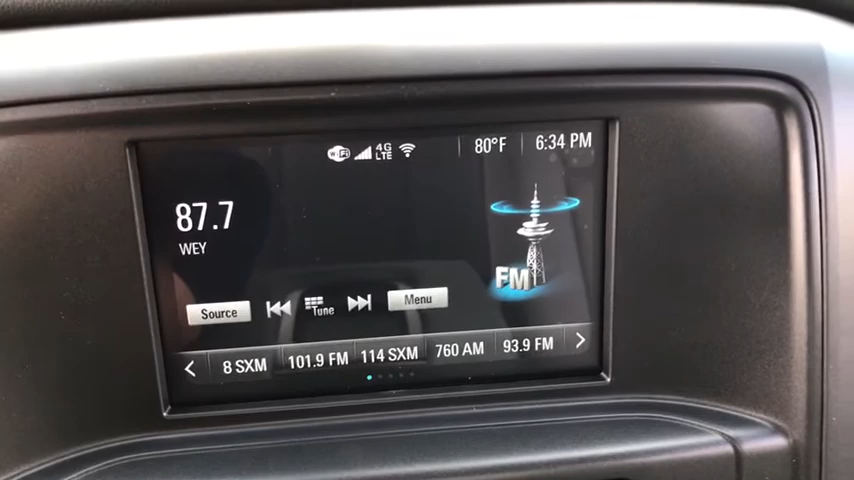 WiFi 4G LTE 80°F 6:34 PM
87.7
WEY
FM
Source Tune Menu
8 SXM 101.9 FM 114 SXM 760 AM 93.9 FM